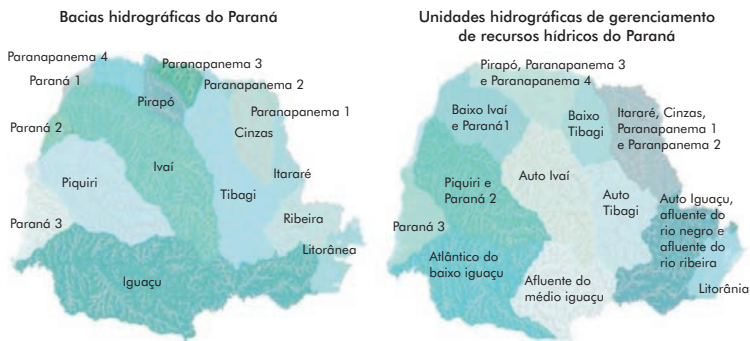 Bacias hidrográficas do Paraná
Paranapanema 4
Paranapanema 3
Paraná 1
Paranapanema 2
Pirapó
Paranapanema 1
Cinzas
Paraná 2
Ivaí
Itararé
Piquiri
Tibagi
Ribeira
Paraná 3
Litorânea
Iguaçu
Unidades hidrográficas de gerenciamento
de recursos hídricos do Paraná
Pirapó, Paranapanema 3
e Paranapanema 4
Baixo Ivaí
e Paraná1
Baixo
Tibagi
Itararé, Cinzas,
Paranapanema 1
e Paranpanema 2
Auto Ivaí
Piquiri e
Paraná 2
Auto
Tibagi
Auto Iguaçu,
afluente do
rio negro e
afluente do
rio ribeira
Paraná 3
Atlântico do
baixo iguaçu
Afluente do
médio iguaçu
Litorânia